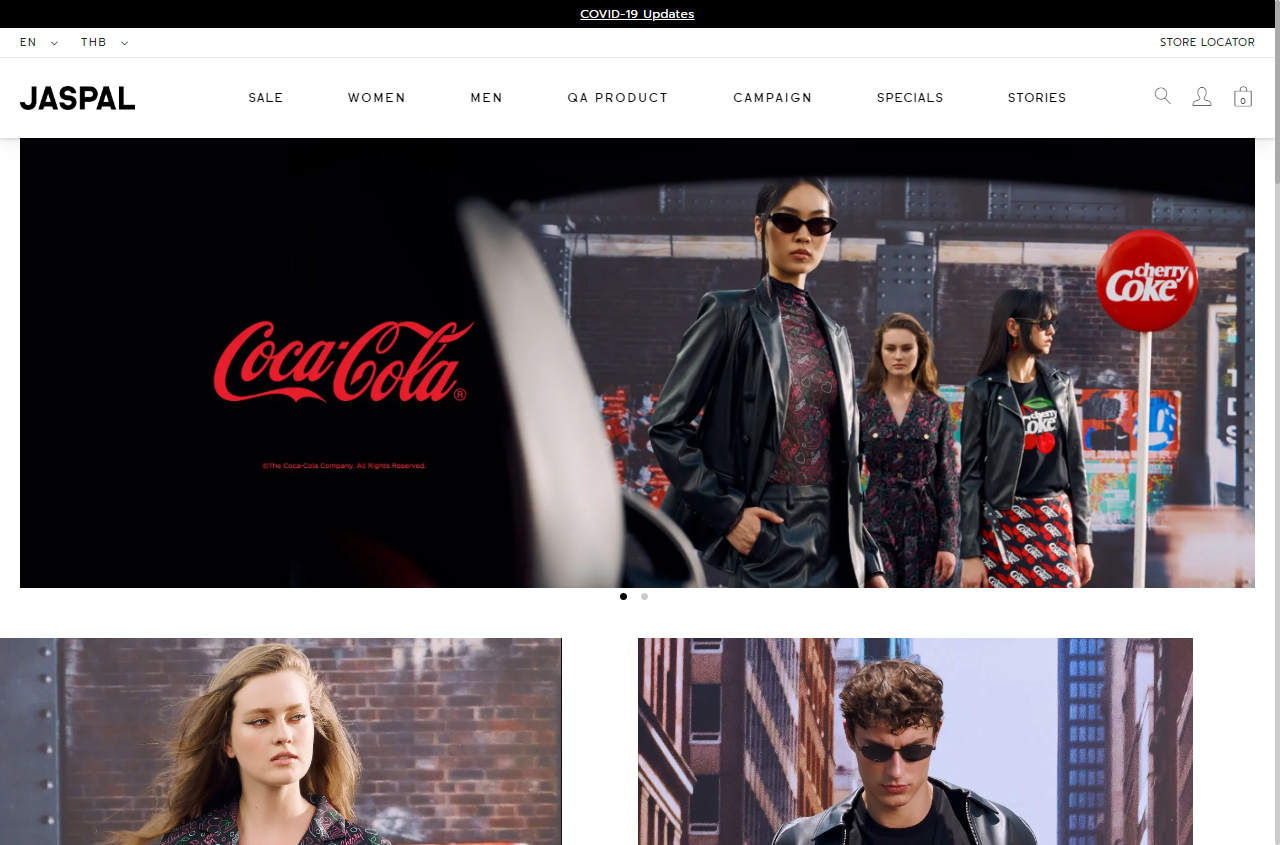 COVID-19 Updates
EN THB STORE LOCATOR
JASPAL SALE WOMEN MEN QA PRODUCT CAMPAIGN SPECIALS STORIES 0
cherry
Coke
Coca-Cola®
cherry
Coke
©The Coca-Cola Company. All Rights Reserved.